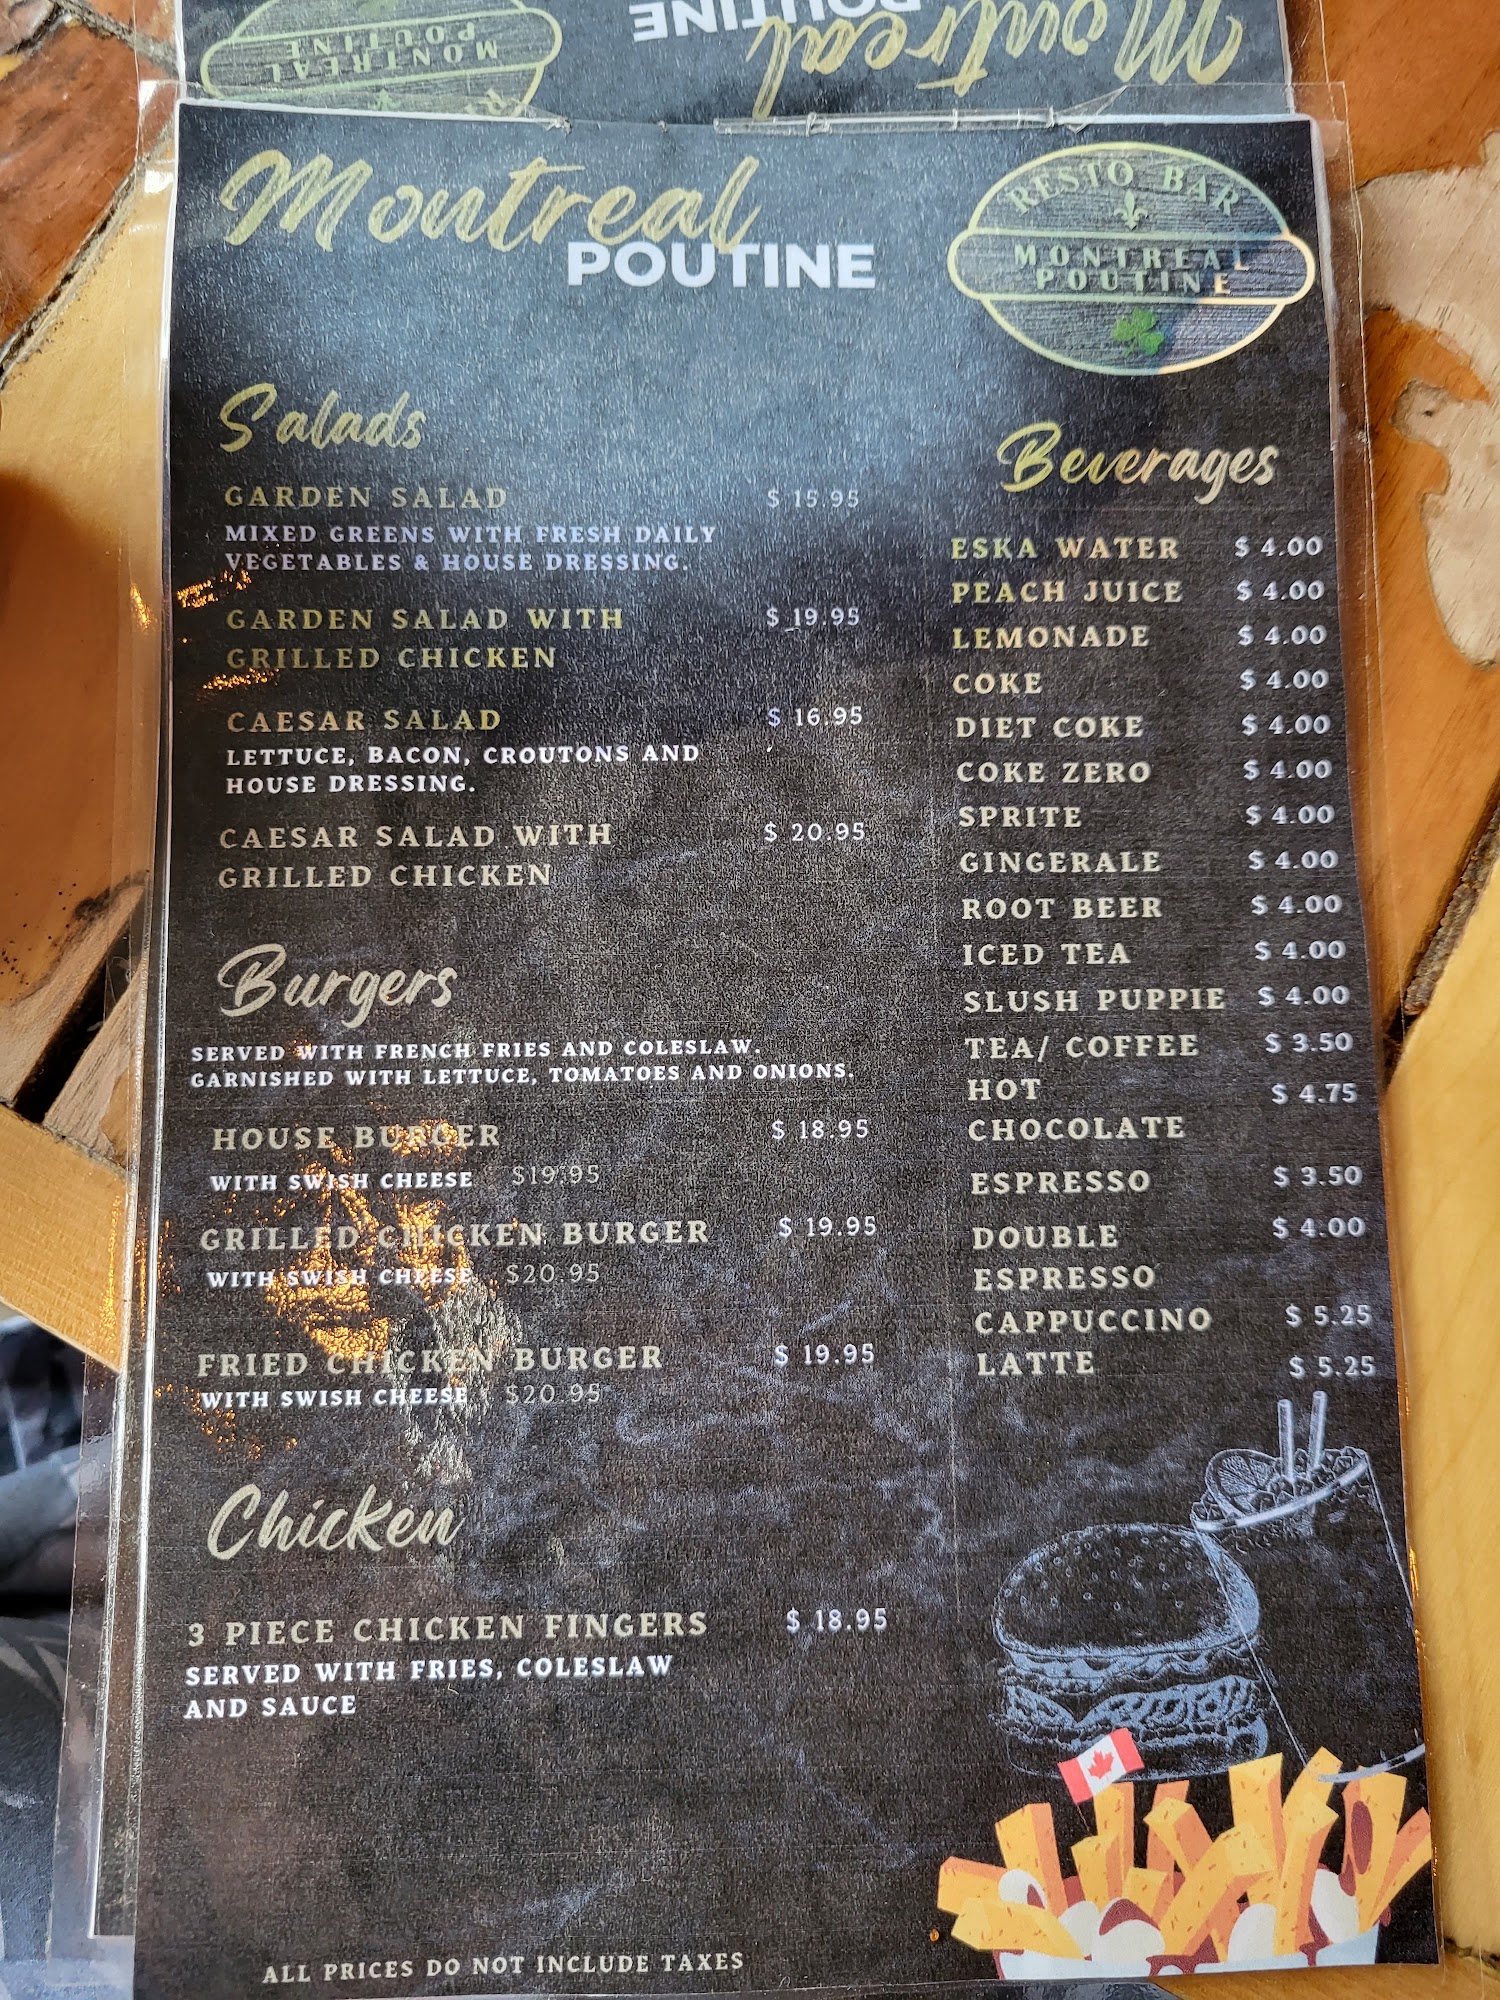 MONTREAL
POUTINE
Montreal
POUTINE
Montreal
POUTINE
RESTO BAR
MONTREAL
POUTINE
Salads
GARDEN SALAD $ 15.95
MIXED GREENS WITH FRESH DAILY
VEGETABLES & HOUSE DRESSING.
GARDEN SALAD WITH $ 19.95
GRILLED CHICKEN
CAESAR SALAD $ 16.95
LETTUCE, BACON, CROUTONS AND
HOUSE DRESSING.
CAESAR SALAD WITH $ 20.95
GRILLED CHICKEN
Burgers
SERVED WITH FRENCH FRIES AND COLESLAW.
GARNISHED WITH LETTUCE, TOMATOES AND ONIONS.
HOUSE BURGER $ 18.95
WITH SWISH CHEESE $19.95
GRILLED CHICKEN BURGER $ 19.95
WITH SWISH CHEESE $20.95
FRIED CHICKEN BURGER $ 19.95
WITH SWISH CHEESE $20.95
Chicken
3 PIECE CHICKEN FINGERS $ 18.95
SERVED WITH FRIES, COLESLAW
AND SAUCE
Beverages
ESKA WATER $ 4.00
PEACH JUICE $ 4.00
LEMONADE $ 4.00
COKE $ 4.00
DIET COKE $ 4.00
COKE ZERO $ 4.00
SPRITE $ 4.00
GINGERALE $ 4.00
ROOT BEER $ 4.00
ICED TEA $ 4.00
SLUSH PUPPIE $ 4.00
TEA/ COFFEE $ 3.50
HOT $ 4.75
CHOCOLATE
ESPRESSO $ 3.50
DOUBLE $ 4.00
ESPRESSO
CAPPUCCINO $ 5.25
LATTE $ 5.25
ALL PRICES DO NOT INCLUDE TAXES